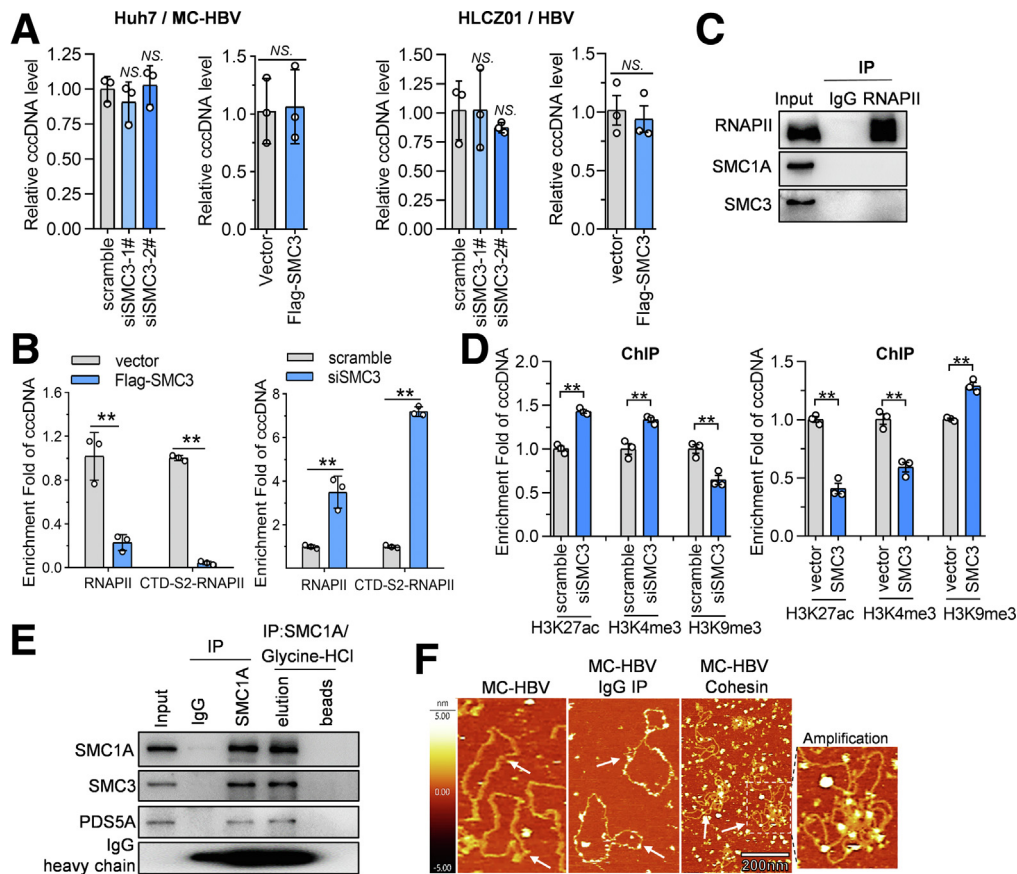 A
Huh7 / MC-HBV
HLCZ01 / HBV
Relative cccDNA level
1.25
1.00
0.75
0.50
0.25
0.00
NS.
NS.
scramble
siSMC3-1#
siSMC3-2#
Relative cccDNA level
1.5
1.0
0.5
0.0
NS.
Vector
Flag-SMC3
Relative cccDNA level
1.50
1.25
1.00
0.75
0.50
0.25
0.00
NS.
NS.
scramble
siSMC3-1#
siSMC3-2#
Relative cccDNA level
1.5
1.0
0.5
0.0
NS.
vector
Flag-SMC3
C
IP
Input IgG RNAPII
RNAPII
SMC1A
SMC3
B
vector
Flag-SMC3
Enrichment Fold of cccDNA
1.6
1.2
0.8
0.4
0.0
**
**
RNAPII CTD-S2-RNAPII
scramble
siSMC3
Enrichment Fold of cccDNA
8
6
4
2
0
**
**
RNAPII CTD-S2-RNAPII
D
ChIP
Enrichment Fold of cccDNA
2.0
1.5
1.0
0.5
0.0
**
**
**
scramble
siSMC3
scramble
siSMC3
scramble
siSMC3
H3K27ac H3K4me3 H3K9me3
ChIP
Enrichment Fold of cccDNA
1.5
1.0
0.5
0.0
**
**
**
vector
SMC3
vector
SMC3
vector
SMC3
H3K27ac
H3K4me3
H3K9me3
E
IP
IP:SMC1A/
Glycine-HCl
Input
IgG
SMC1A
elution
beads
SMC1A
SMC3
PDS5A
IgG
heavy chain
F
MC-HBV
MC-HBV
IgG IP
MC-HBV
Cohesin
Amplification
nm
5.00
0.00
-5.00
200nm